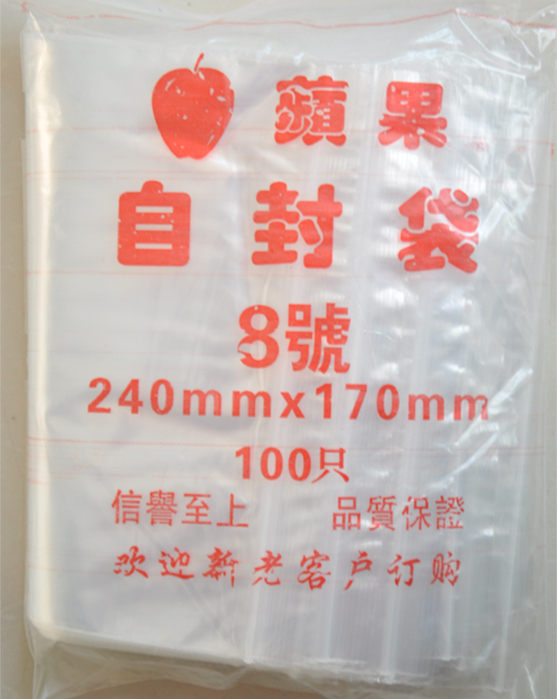 蘋果
自封袋
8號
240mmx170mm
100只
信譽至上 品質保證
欢迎新老客户订购